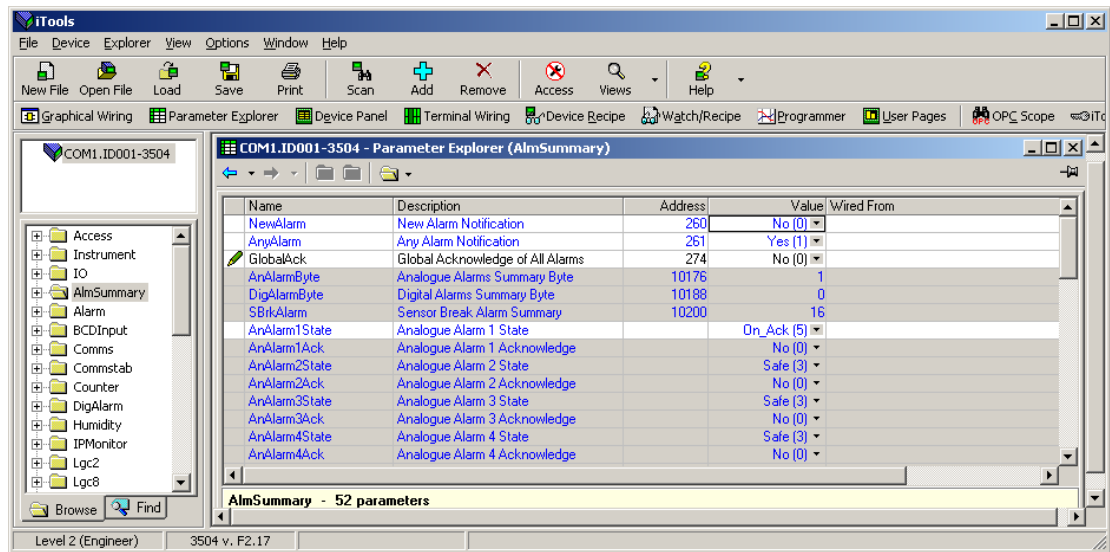 iTools
File Device Explorer View Options Window Help
New File Open File Load Save Print Scan Add Remove Access Views Help
Graphical Wiring Parameter Explorer Device Panel Terminal Wiring Device Recipe Watch/Recipe Programmer User Pages OPC Scope iTo
COM1.ID001-3504
Access
Instrument
IO
AlmSummary
Alarm
BCDInput
Comms
Commstab
Counter
DigAlarm
Humidity
IPMonitor
Lgc2
Lgc8
Browse Find
COM1.ID001-3504 - Parameter Explorer (AlmSummary)
Name Description Address Value Wired From
NewAlarm New Alarm Notification 260 No (0)
AnyAlarm Any Alarm Notification 261 Yes (1)
GlobalAck Global Acknowledge of All Alarms 274 No (0)
AnAlarmByte Analogue Alarms Summary Byte 10176 1
DigAlarmByte Digital Alarms Summary Byte 10188 0
SBrkAlarm Sensor Break Alarm Summary 10200 16
AnAlarm1State Analogue Alarm 1 State On_Ack (5)
AnAlarm1Ack Analogue Alarm 1 Acknowledge No (0)
AnAlarm2State Analogue Alarm 2 State Safe (3)
AnAlarm2Ack Analogue Alarm 2 Acknowledge No (0)
AnAlarm3State Analogue Alarm 3 State Safe (3)
AnAlarm3Ack Analogue Alarm 3 Acknowledge No (0)
AnAlarm4State Analogue Alarm 4 State Safe (3)
AnAlarm4Ack Analogue Alarm 4 Acknowledge No (0)
AlmSummary - 52 parameters
Level 2 (Engineer) 3504 v. F2.17